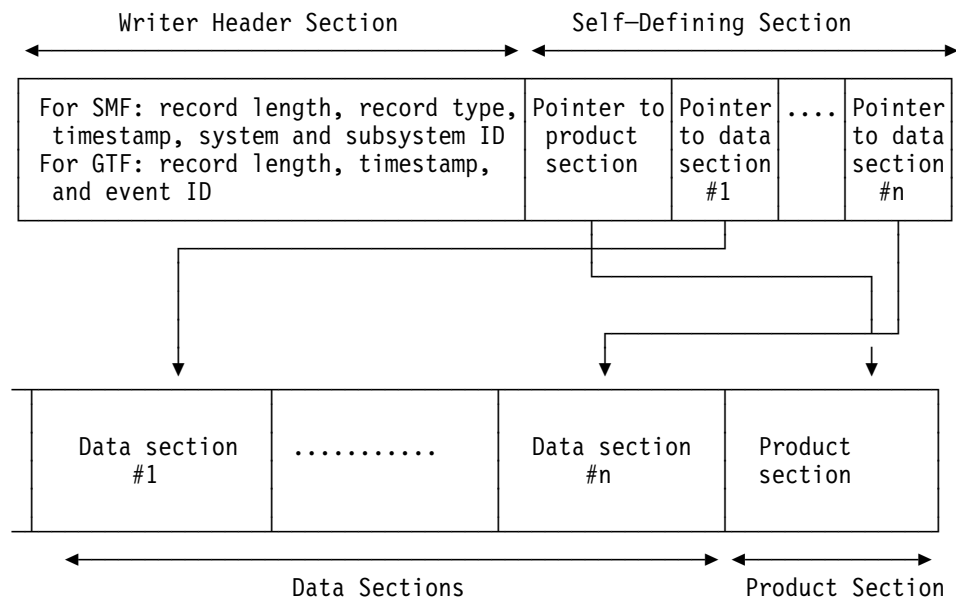 Writer Header Section Self—Defining Section
For SMF: record length, record type, Pointer to Pointer .... Pointer
timestamp, system and subsystem ID product to data to data
For GTF: record length, timestamp, section section section
and event ID #1 #n
Data section ........... Data section Product
#1 #n section
Data Sections Product Section